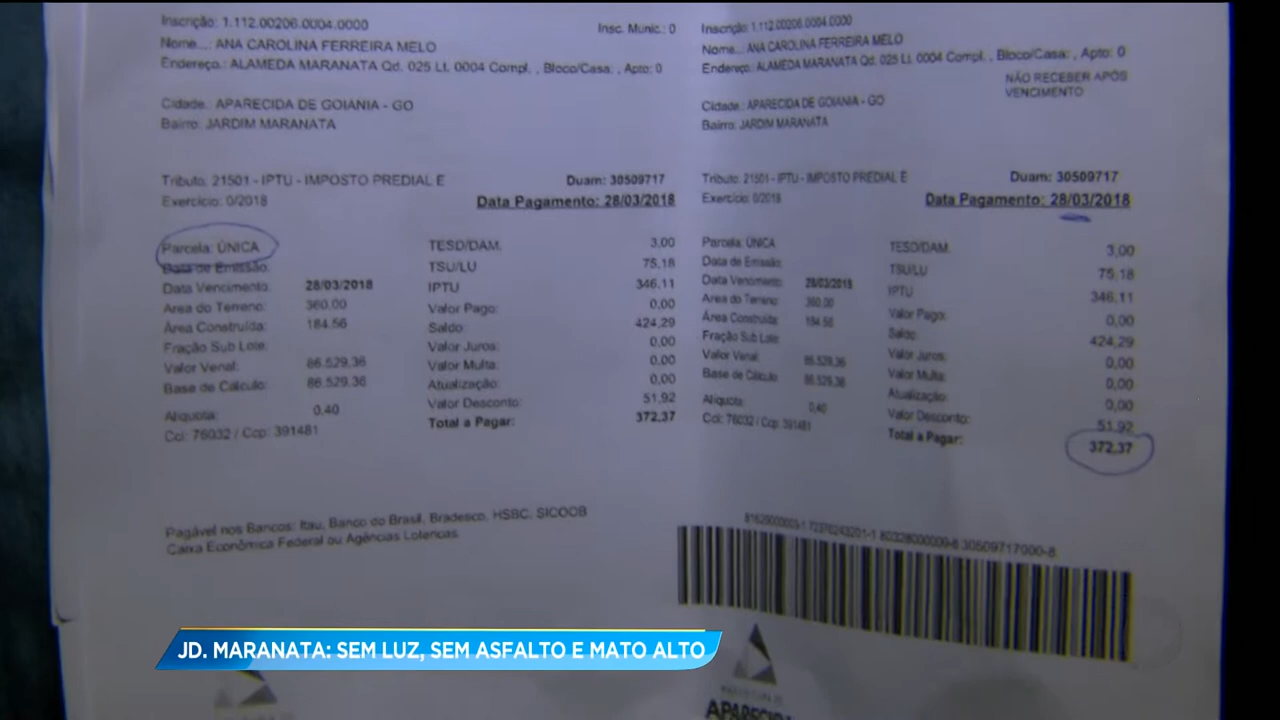 Inscrição: 1.112.00206.0004.0000
Insc. Munic.: 0
Nome...: ANA CAROLINA FERREIRA MELO
Endereço.: ALAMEDA MARANATA Qd. 025 Lt. 0004 Compl. , Bloco/Casa: , Apto: 0
Cidade: APARECIDA DE GOIANIA - GO
Bairro: JARDIM MARANATA
Tributo: 21501 - IPTU - IMPOSTO PREDIAL E
Duam: 30509717
Exercício: 0/2018
Data Pagamento: 28/03/2018
Parcela: ÚNICA
TESD/DAM. 3,00
Data de Emissão:
TSU/LU 75,18
Data Vencimento: 28/03/2018
IPTU 346,11
Area do Terreno: 360.00
Valor Pago: 0,00
Área Construída: 184.56
Saldo: 424,29
Fração Sub Lote:
Valor Juros: 0,00
Valor Venal: 86.529,36
Valor Multa: 0,00
Base de Cálculo: 86.529,36
Atualização: 0,00
Valor Desconto: 51,92
Alíquota: 0,40
Total a Pagar: 372,37
Col: 76032 / Ccp: 391481
Pagável nos Bancos: Itau, Banco do Brasil, Bradesco, HSBC, SICOOB
Caixa Econômica Federal ou Agências Lotericas.
Inscrição: 1.112.00206.0004.0000
Nome...: ANA CAROLINA FERREIRA MELO
Endereço.: ALAMEDA MARANATA Qd. 025 Lt. 0004 Compl. , Bloco/Casa: , Apto: 0
NÃO RECEBER APÓS
VENCIMENTO
Cidade.: APARECIDA DE GOIANIA - GO
Bairro: JARDIM MARANATA
Tributo: 21501 - IPTU - IMPOSTO PREDIAL E
Duam: 30509717
Exercício: 0/2018
Data Pagamento: 28/03/2018
Parcela: ÚNICA
TESD/DAM. 3,00
Data de Emissão:
TSU/LU 75,18
Data Vencimento: 28/03/2018
IPTU 346,11
Area do Terreno: 360.00
Valor Pago: 0,00
Área Construída: 184.56
Saldo: 424,29
Fração Sub Lote:
Valor Juros: 0,00
Valor Venal: 86.529,36
Valor Multa: 0,00
Base de Cálculo: 86.529,36
Atualização: 0,00
Alíquota: 0,40
Valor Desconto: 51,92
Col: 76032 / Ccp: 391481
Total a Pagar: 372,37
30509717000-8
JD. MARANATA: SEM LUZ, SEM ASFALTO E MATO ALTO